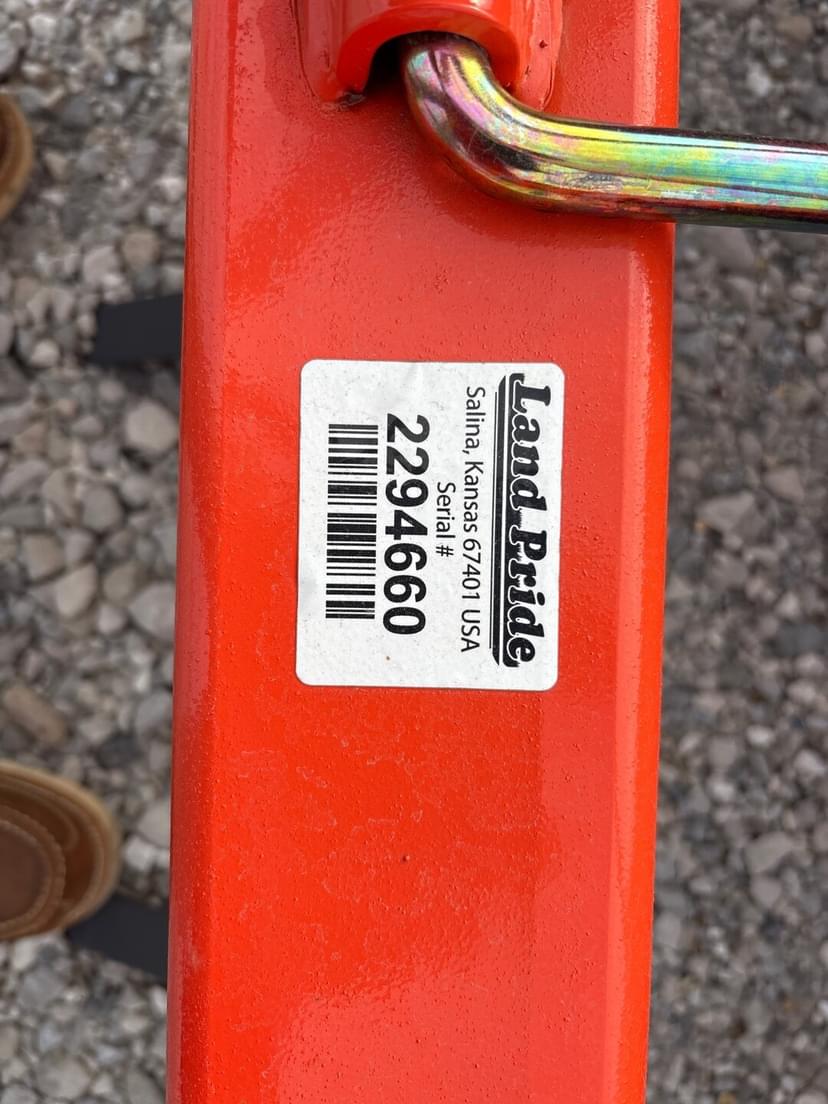 Land Pride
Salina, Kansas 67401 USA
Serial #
2294660